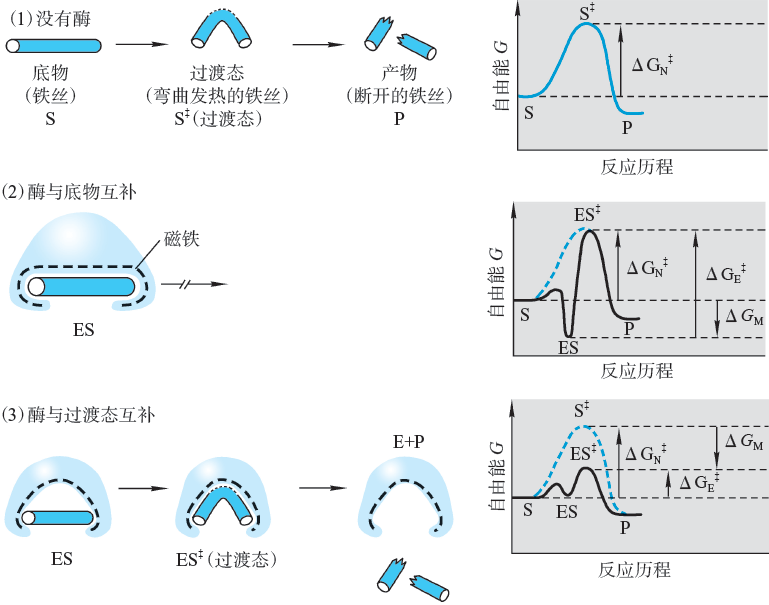 (1)没有酶
底物
(铁丝)
S
过渡态
(弯曲发热的铁丝)
S‡(过渡态)
产物
(断开的铁丝)
P
自由能 G
S‡
ΔGN‡
S
P
反应历程
(2)酶与底物互补
磁铁
ES
自由能 G
ES‡
ΔGN‡
ΔGE‡
S
P
ΔGM
ES
反应历程
(3)酶与过渡态互补
ES
ES‡(过渡态)
E+P
自由能 G
S‡
ES‡
ΔGN‡
ΔGM
ΔGE‡
S
ES
P
反应历程